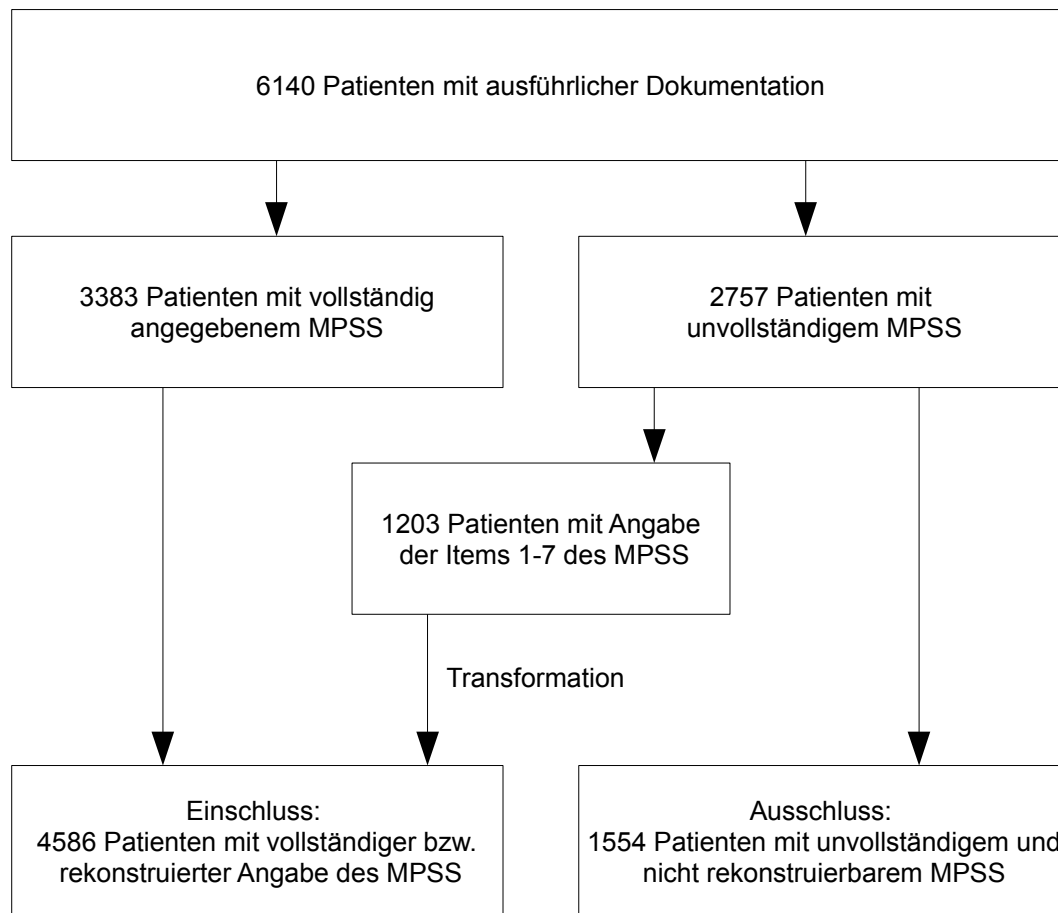 6140 Patienten mit ausführlicher Dokumentation
3383 Patienten mit vollständig
angegebenem MPSS
2757 Patienten mit
unvollständigem MPSS
1203 Patienten mit Angabe
der Items 1-7 des MPSS
Transformation
Einschluss:
4586 Patienten mit vollständiger bzw.
rekonstruierter Angabe des MPSS
Ausschluss:
1554 Patienten mit unvollständigem und
nicht rekonstruierbarem MPSS